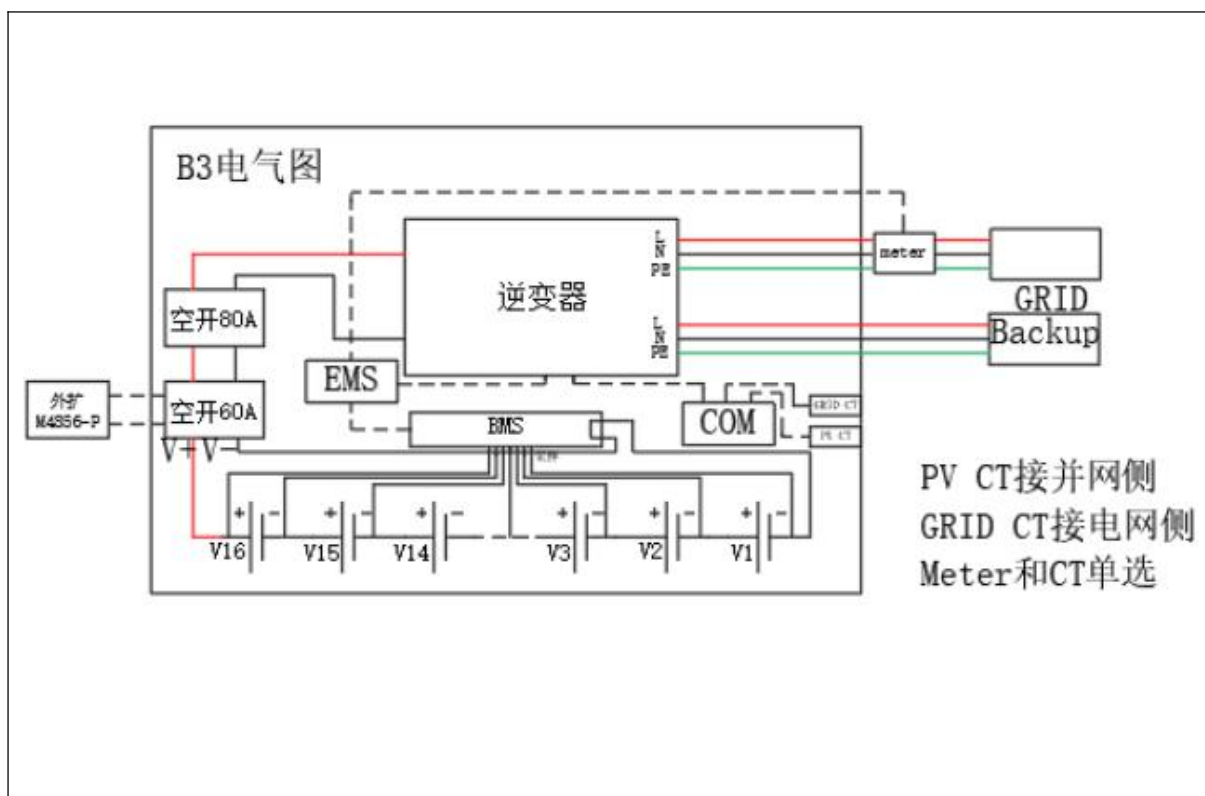 B3电气图
L
N
PE
meter
GRID
逆变器
空开80A
L
N
PE
Backup
EMS
外扩
M4856-P
空开60A
COM
GRID CT
PV CT
BMS
V+V-
采样
PV CT接并网侧
+ - + - + - + - + - + -
V16 V15 V14 V3 V2 V1
GRID CT接电网侧
Meter和CT单选